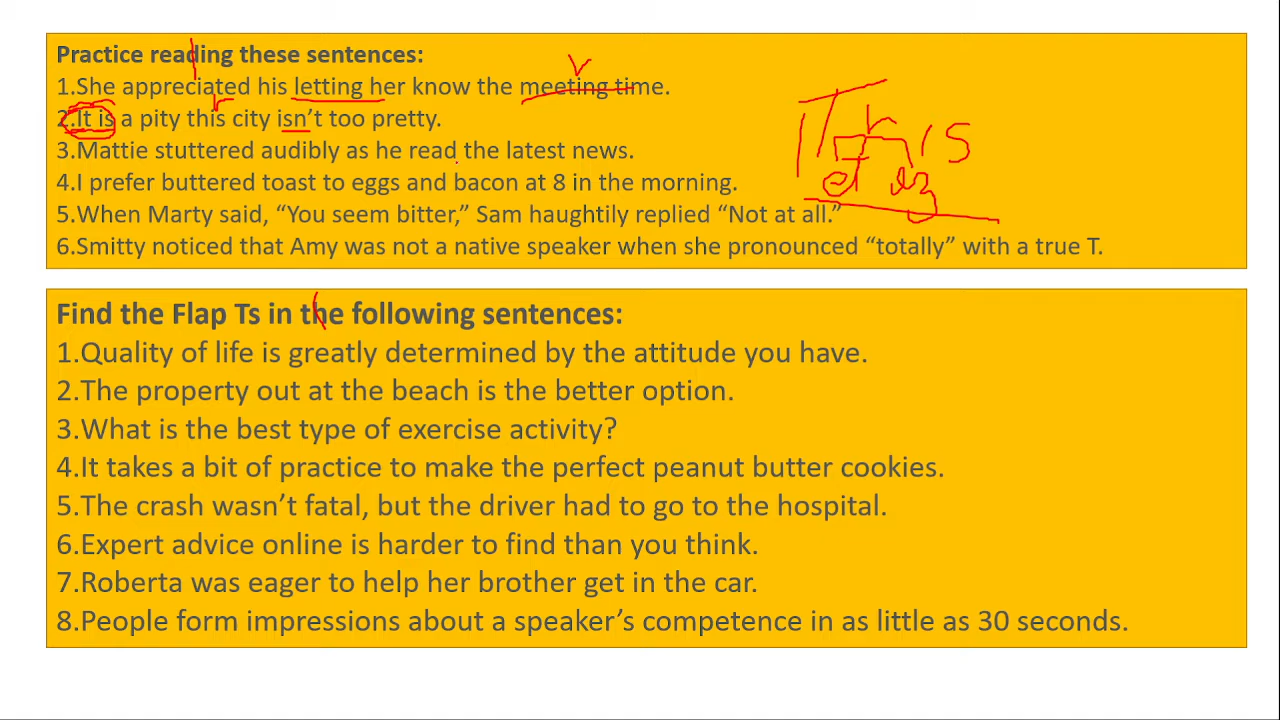 Practice reading these sentences:
1.She appreciated his letting her know the meeting time.
2.It is a pity this city isn't too pretty.
3.Mattie stuttered audibly as he read the latest news.
4.I prefer buttered toast to eggs and bacon at 8 in the morning.
5.When Marty said, “You seem bitter,” Sam haughtily replied “Not at all.”
6.Smitty noticed that Amy was not a native speaker when she pronounced “totally” with a true T.
IT is
Find the Flap Ts in the following sentences:
1.Quality of life is greatly determined by the attitude you have.
2.The property out at the beach is the better option.
3.What is the best type of exercise activity?
4.It takes a bit of practice to make the perfect peanut butter cookies.
5.The crash wasn't fatal, but the driver had to go to the hospital.
6.Expert advice online is harder to find than you think.
7.Roberta was eager to help her brother get in the car.
8.People form impressions about a speaker's competence in as little as 30 seconds.